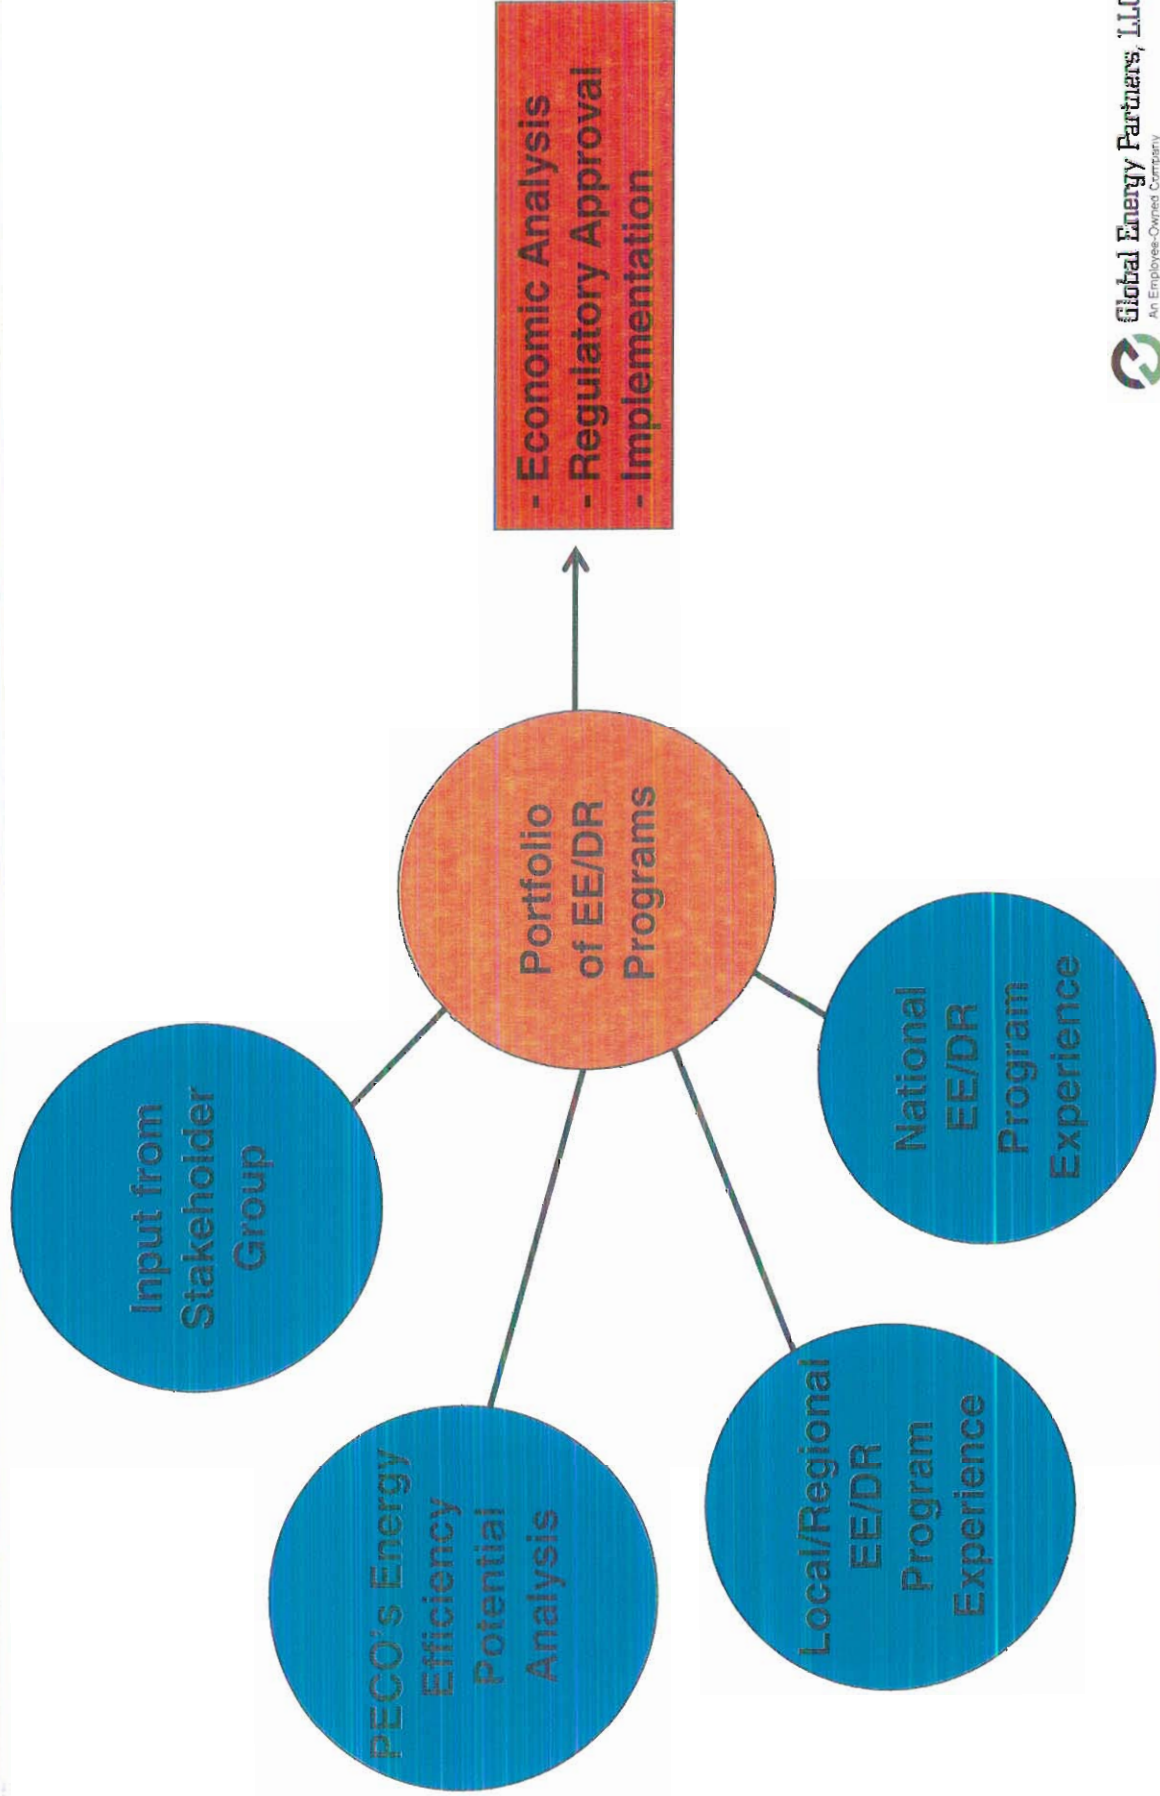 Input from
Stakeholder
Group
PECO's Energy
Efficiency
Potential
Analysis
Local/Regional
EE/DR
Program
Experience
National
EE/DR
Program
Experience
Portfolio
of EE/DR
Programs
- Economic Analysis
- Regulatory Approval
- Implementation
Global Energy Partners, LLC
An Employee-Owned Company